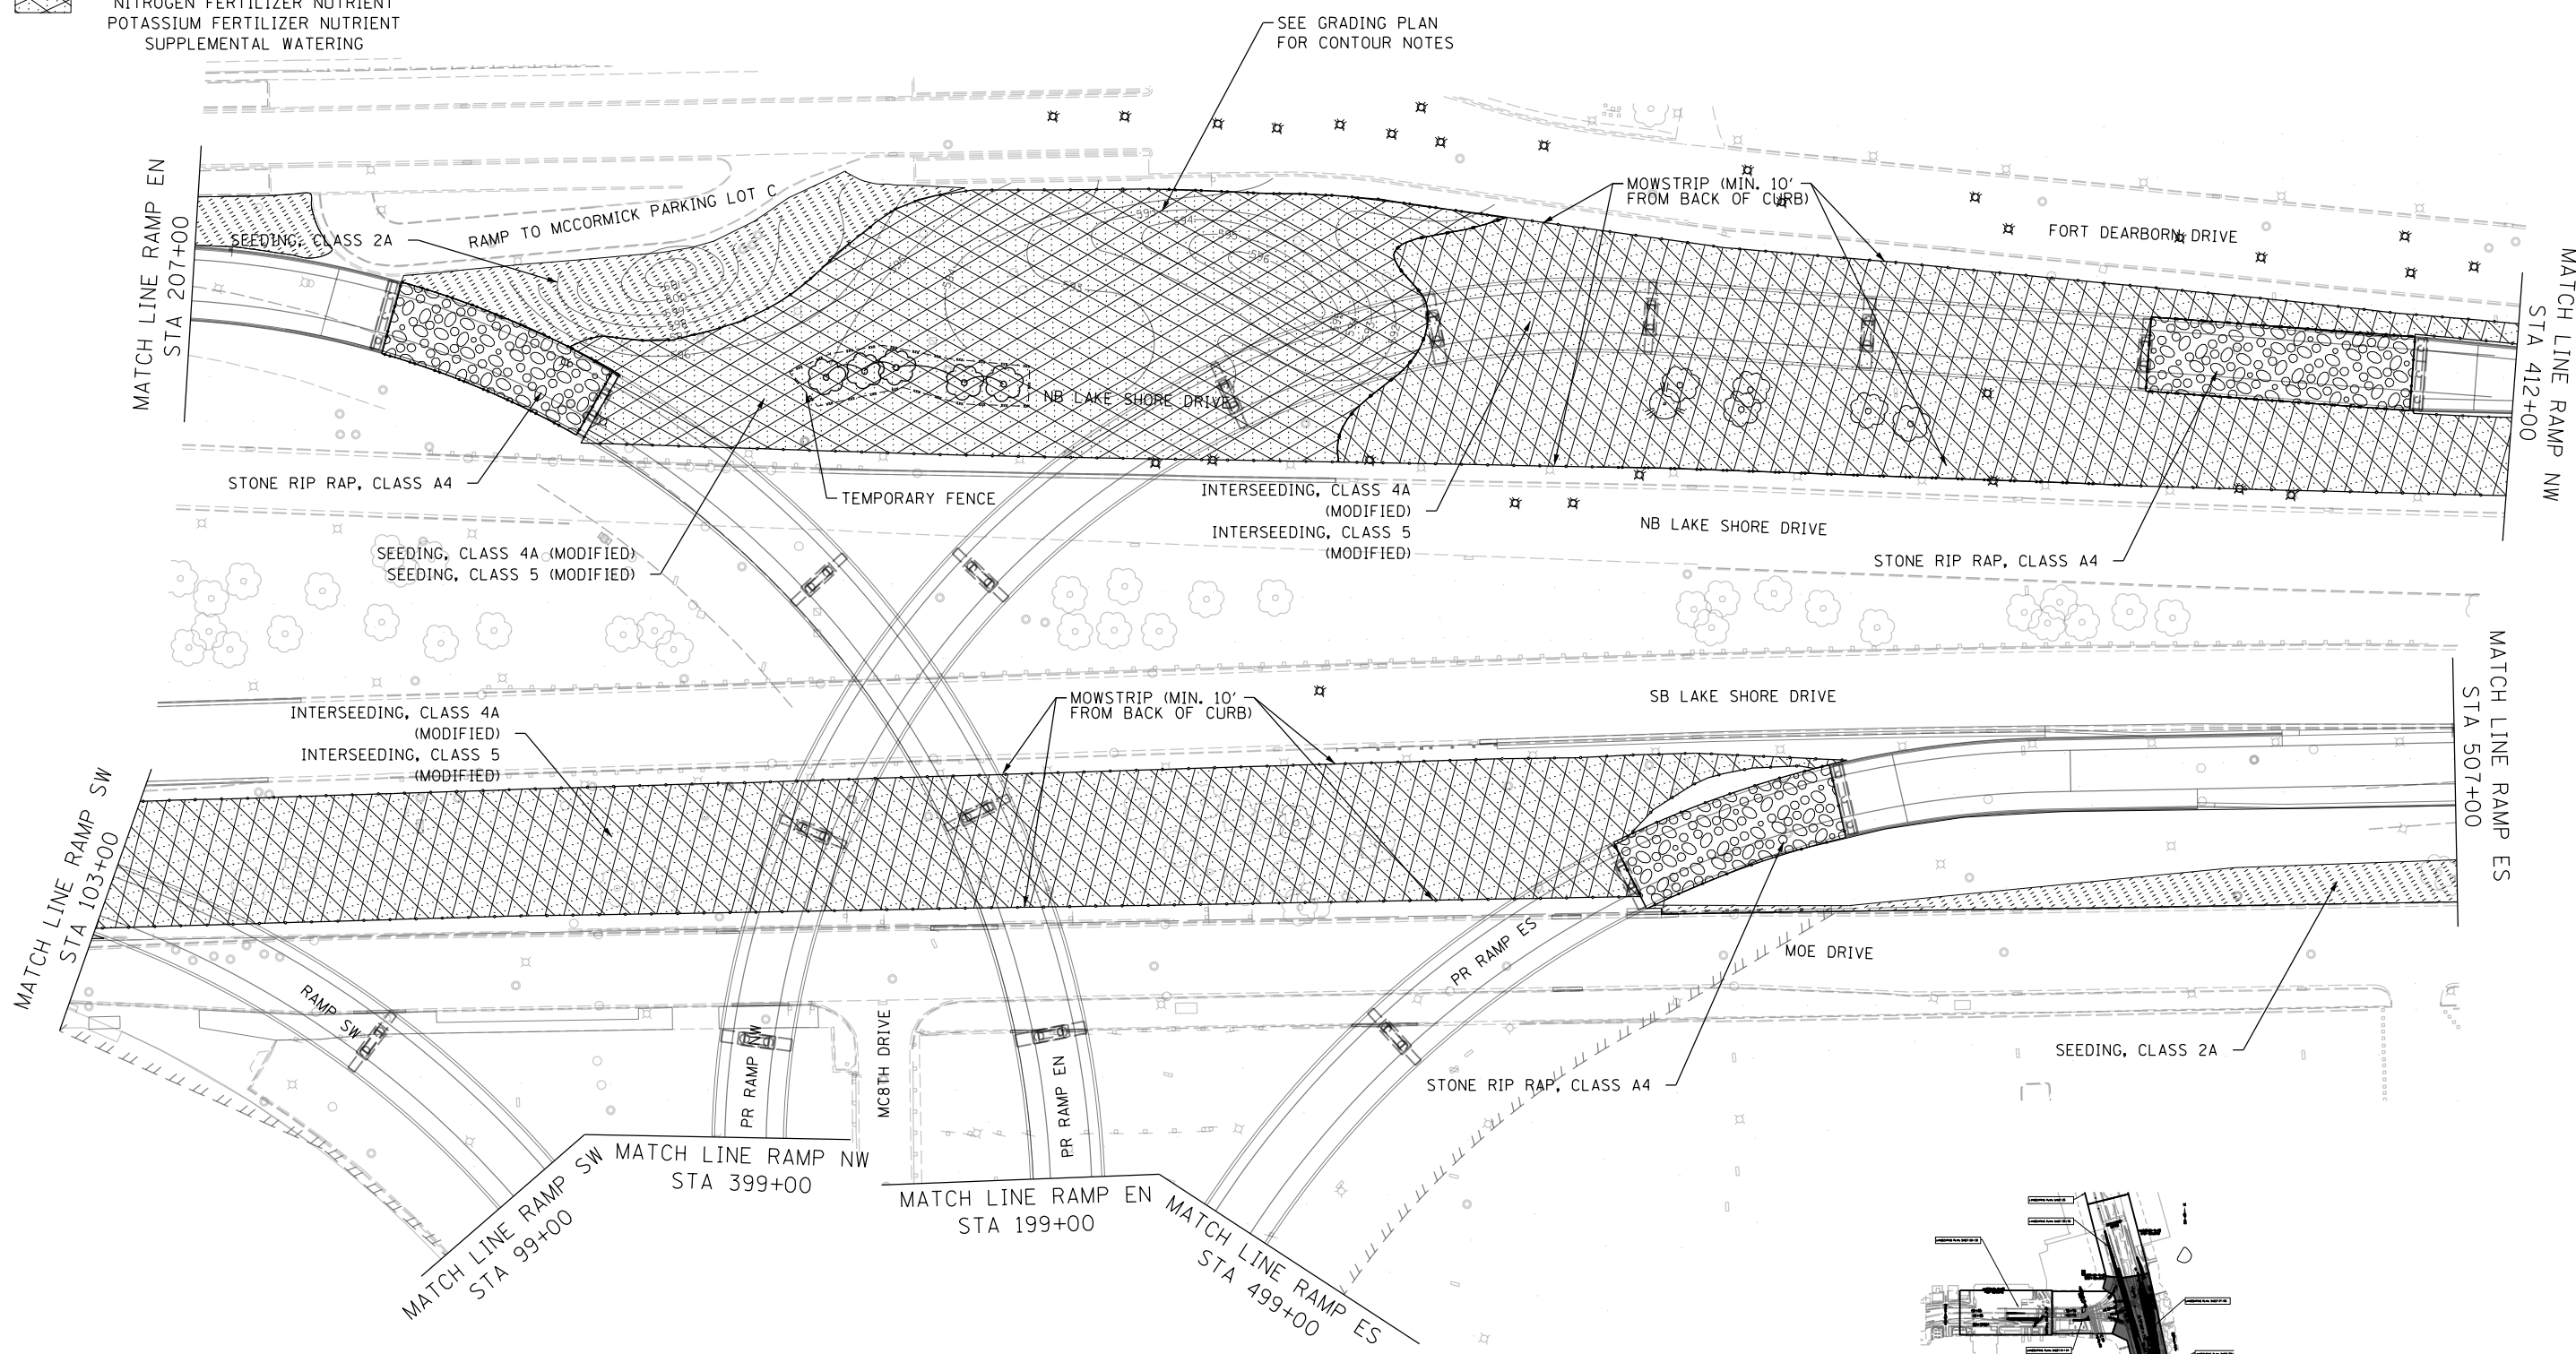 NITROGEN FERTILIZER NUTRIENT
POTASSIUM FERTILIZER NUTRIENT
SUPPLEMENTAL WATERING
SEE GRADING PLAN
FOR CONTOUR NOTES
MATCH LINE RAMP EN
STA 207+00
SEEDING, CLASS 2A
RAMP TO MCCORMICK PARKING LOT C
MOWSTRIP (MIN. 10'
FROM BACK OF CURB)
FORT DEARBORN DRIVE
MATCH LINE RAMP NW
STA 412+00
594
596
601
600
599
598
596
NB LAKE SHORE DRIVE
STONE RIP RAP, CLASS A4
TEMPORARY FENCE
SEEDING, CLASS 4A (MODIFIED)
SEEDING, CLASS 5 (MODIFIED)
INTERSEEDING, CLASS 4A
(MODIFIED)
INTERSEEDING, CLASS 5
(MODIFIED)
NB LAKE SHORE DRIVE
STONE RIP RAP, CLASS A4
MOWSTRIP (MIN. 10'
FROM BACK OF CURB)
SB LAKE SHORE DRIVE
MATCH LINE RAMP ES
STA 507+00
INTERSEEDING, CLASS 4A
(MODIFIED)
INTERSEEDING, CLASS 5
(MODIFIED)
MATCH LINE RAMP SW
STA 103+00
RAMP SW
PR RAMP NW
MC8TH DRIVE
PR RAMP EN
PR RAMP ES
MOE DRIVE
STONE RIP RAP, CLASS A4
SEEDING, CLASS 2A
MATCH LINE RAMP SW
STA 99+00
MATCH LINE RAMP NW
STA 399+00
MATCH LINE RAMP EN
STA 199+00
MATCH LINE RAMP ES
STA 499+00